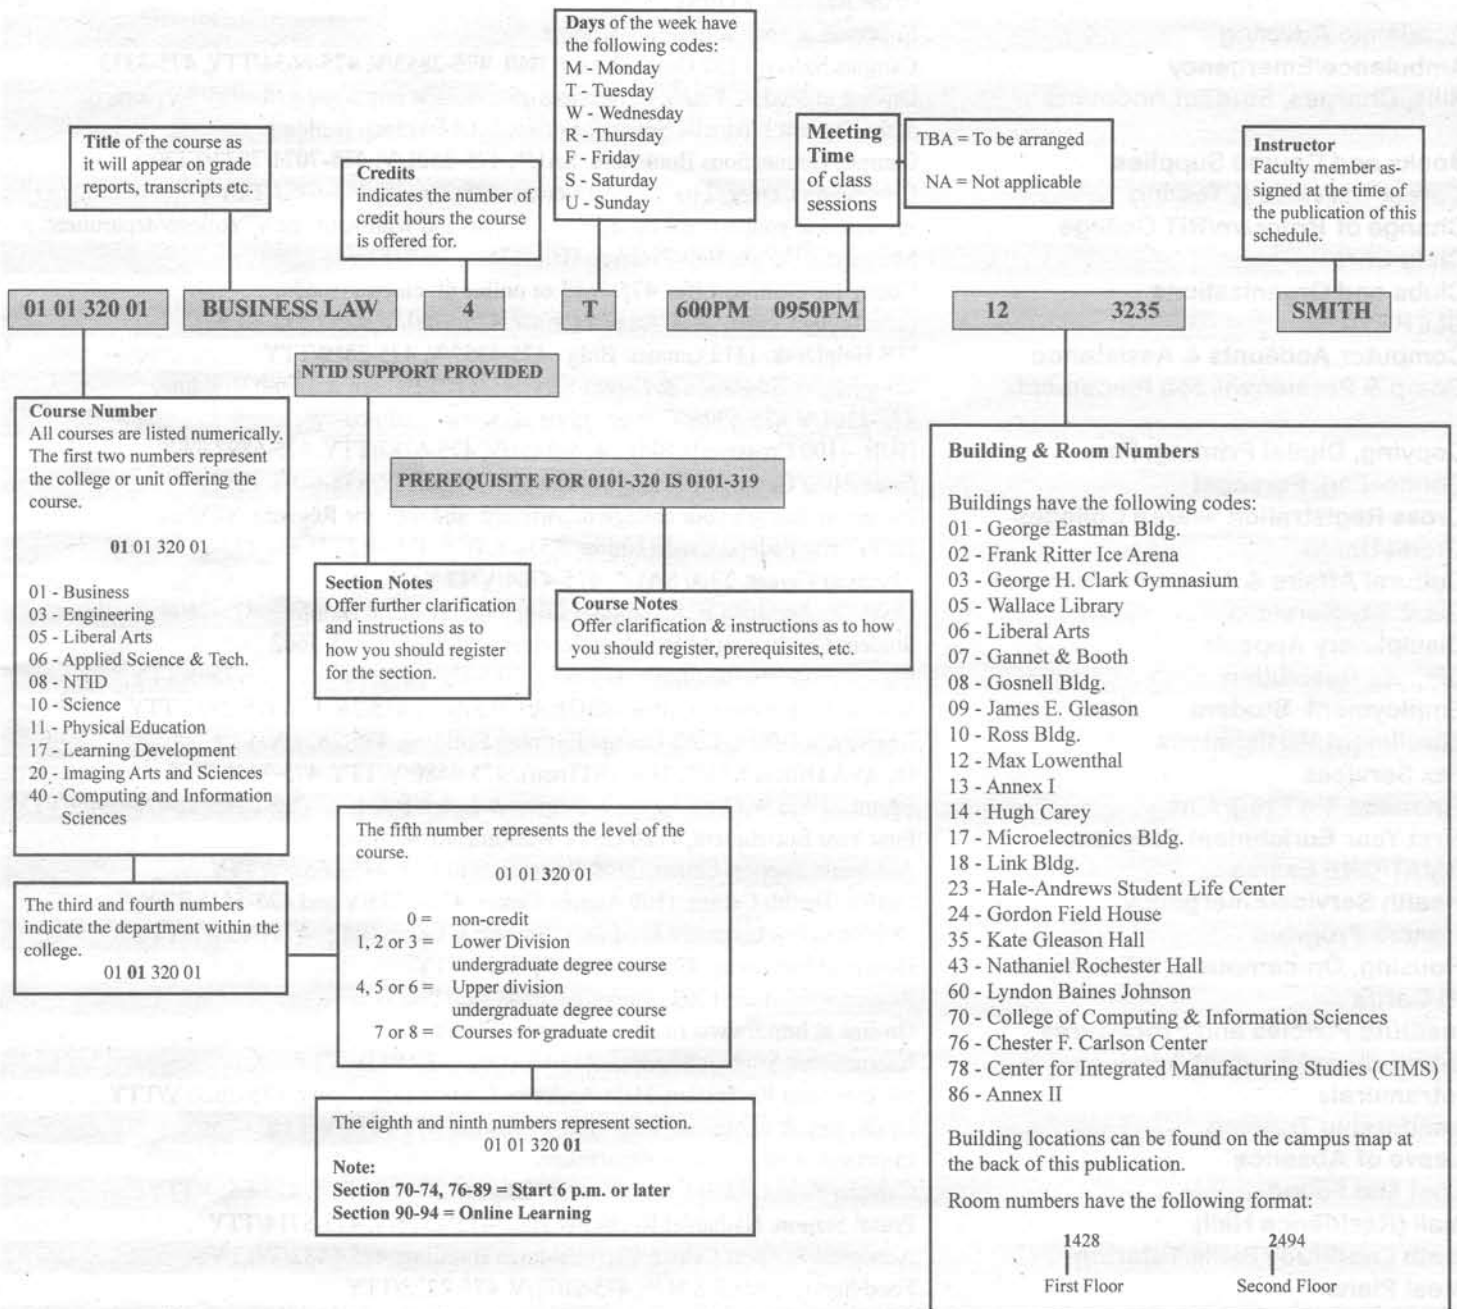 Days of the week have
the following codes:
M - Monday
T - Tuesday
W - Wednesday
R - Thursday
F - Friday
S - Saturday
U - Sunday
Title of the course as
it will appear in grade
reports, transcripts etc.
Credits
indicates the number of
credit hours the course
is offered for.
Meeting
Time
of class
sessions
TBA = To be arranged
NA = Not applicable
Instructor
Faculty member as-
signed at the time of
the publication of this
schedule.
01 01 320 01 BUSINESS LAW 4 T 600PM 0950PM 12 3235 SMITH
NTID SUPPORT PROVIDED
PREREQUISITE FOR 0101-320 IS 0101-319
Course Number
All courses are listed numerically.
The first two numbers represent
the college or unit offering the
course.
01 01 320 01
01 - Business
03 - Engineering
05 - Liberal Arts
06 - Applied Science & Tech.
08 - NTID
10 - Science
11 - Physical Education
17 - Learning Development
20 - Imaging Arts and Sciences
40 - Computing and Information
Sciences
Section Notes
Offer further clarification
and instructions as to
how you should register
for the section.
Course Notes
Offer clarification & instructions as to how
you should register, prerequisites, etc.
The third and fourth numbers
indicate the department within the
college.
01 01 320 01
The fifth number represents the level of the
course.
01 01 320 01
0 = non-credit
1, 2 or 3 = Lower Division
undergraduate degree course
4, 5 or 6 = Upper division
undergraduate degree course
7 or 8 = Courses for graduate credit
The eighth and ninth numbers represent section.
01 01 320 01
Note:
Section 70-74, 76-89 = Start 6 p.m. or later
Section 90-94 = Online Learning
Building & Room Numbers
Buildings have the following codes:
01 - George Eastman Bldg.
02 - Frank Ritter Ice Arena
03 - George H. Clark Gymnasium
05 - Wallace Library
06 - Liberal Arts
07 - Gannet & Booth
08 - Gosnell Bldg.
09 - James E. Gleason
10 - Ross Bldg.
12 - Max Lowenthal
13 - Annex I
14 - Hugh Carey
17 - Microelectronics Bldg.
18 - Link Bldg.
23 - Hale-Andrews Student Life Center
24 - Gordon Field House
35 - Kate Gleason Hall
43 - Nathaniel Rochester Hall
60 - Lyndon Baines Johnson
70 - College of Computing & Information Sciences
76 - Chester F. Carlson Center
78 - Center for Integrated Manufacturing Studies (CIMS)
86 - Annex II
Building locations can be found on the campus map at
the back of this publication.
Room numbers have the following format:
1428 2494
First Floor Second Floor